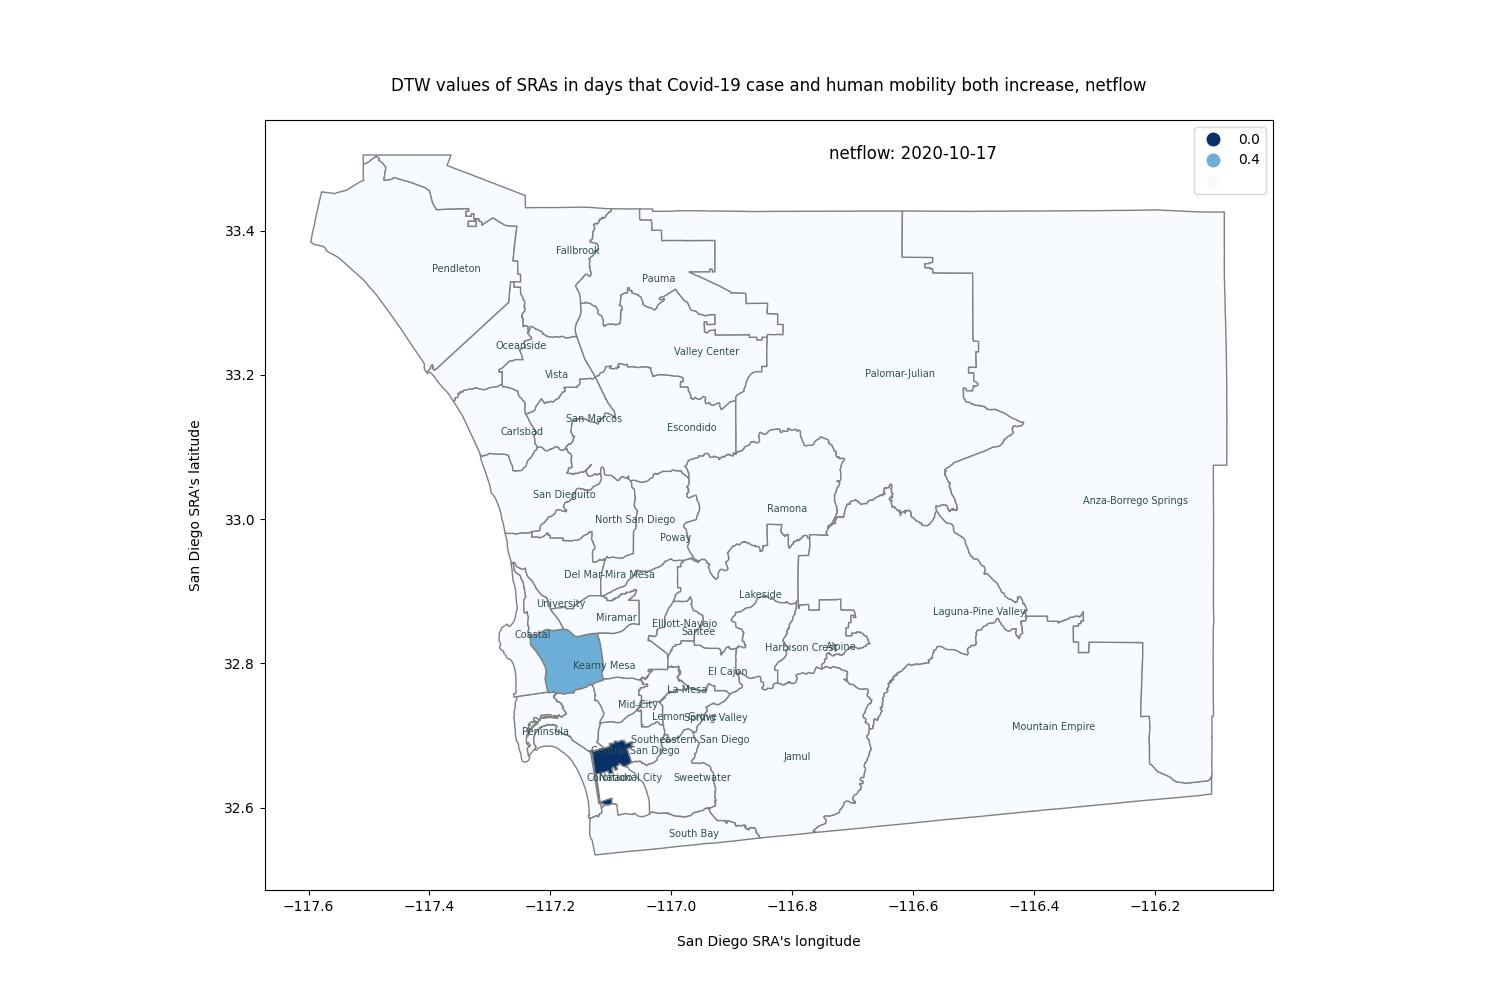 DTW values of SRAs in days that Covid-19 case and human mobility both increase, netflow
netflow: 2020-10-17
0.0
0.4
33.4
33.2
33.0
32.8
32.6
San Diego SRA's latitude
Fallbrook
Pendleton
Pauma
Oceanside
Valley Center
Vista
Palomar-Julian
San Marcos
Carlsbad
Escondido
San Dieguito
Anza-Borrego Springs
Ramona
North San Diego
Poway
Del Mar-Mira Mesa
Lakeside
University
Laguna-Pine Valley
Miramar
Elliott-Navajo
Santee
Coastal
Harbison Crest
Alpine
Kearny Mesa
El Cajon
La Mesa
Mid-City
Lemon Grove
Spring Valley
Mountain Empire
Peninsula
Southeastern San Diego
Central San Diego
Jamul
Coronado
National City
Sweetwater
South Bay
−117.6
−117.4
−117.2
−117.0
−116.8
−116.6
−116.4
−116.2
San Diego SRA's longitude